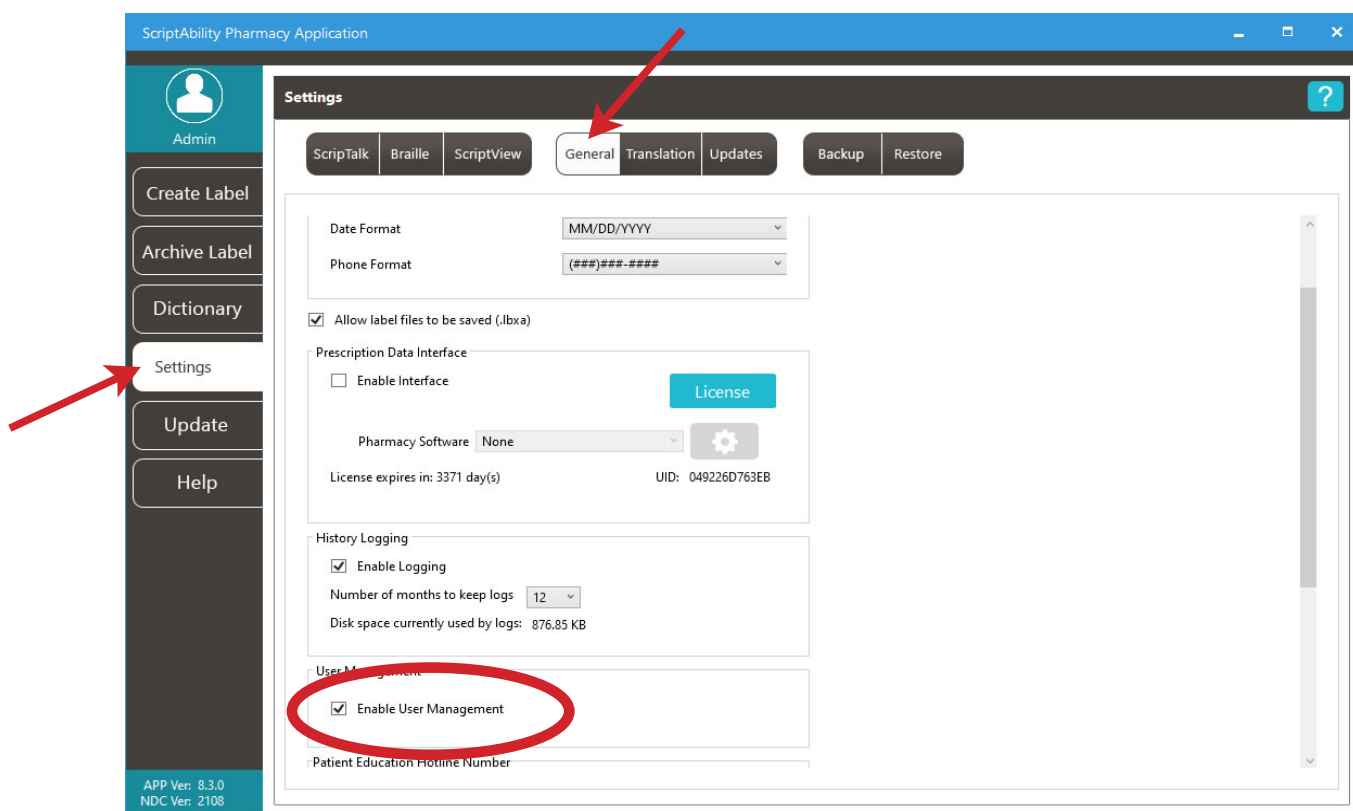 ScriptAbility Pharmacy Application
Admin
Create Label
Archive Label
Dictionary
Settings
Update
Help
APP Ver: 8.3.0
NDC Ver: 2108
Settings
?
ScripTalk Braille ScriptView General Translation Updates Backup Restore
Date Format MM/DD/YYYY
Phone Format (###)###-####
Allow label files to be saved (.lbxa)
Prescription Data Interface
Enable Interface
License
Pharmacy Software None
License expires in: 3371 day(s) UID: 049226D763EB
History Logging
Enable Logging
Number of months to keep logs 12
Disk space currently used by logs: 876.85 KB
User Management
Enable User Management
Patient Education Hotline Number